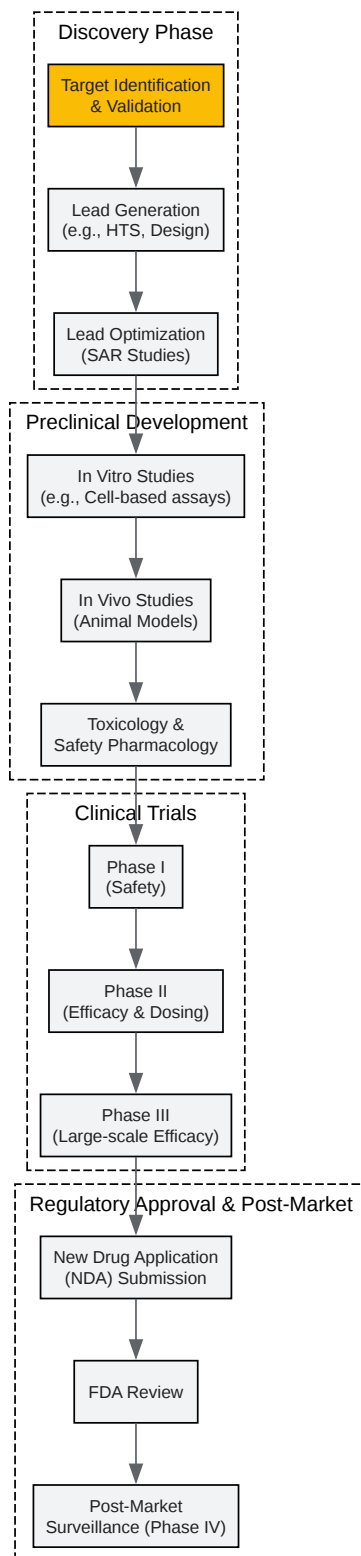 Discovery Phase
Target Identification
& Validation
Lead Generation
(e.g., HTS, Design)
Lead Optimization
(SAR Studies)
Preclinical Development
In Vitro Studies
(e.g., Cell-based assays)
In Vivo Studies
(Animal Models)
Toxicology &
Safety Pharmacology
Clinical Trials
Phase I
(Safety)
Phase II
(Efficacy & Dosing)
Phase III
(Large-scale Efficacy)
Regulatory Approval & Post-Market
New Drug Application
(NDA) Submission
FDA Review
Post-Market
Surveillance (Phase IV)